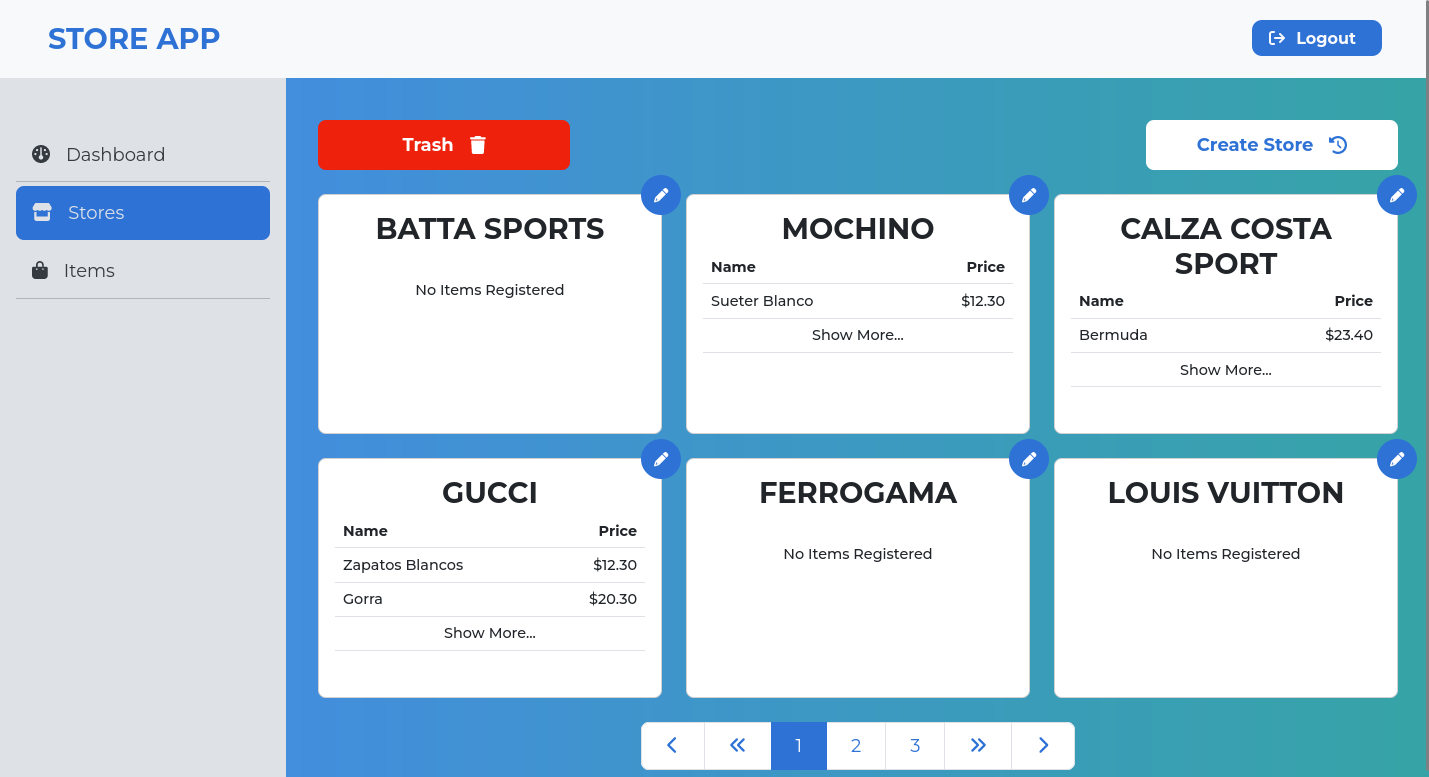 STORE APP
Logout
Dashboard
Stores
Items
Trash
Create Store
BATTA SPORTS
No Items Registered
MOCHINO
Name Price
Sueter Blanco $12.30
Show More...
CALZA COSTA
SPORT
Name Price
Bermuda $23.40
Show More...
GUCCI
Name Price
Zapatos Blancos $12.30
Gorra $20.30
Show More...
FERROGAMA
No Items Registered
LOUIS VUITTON
No Items Registered
1 2 3